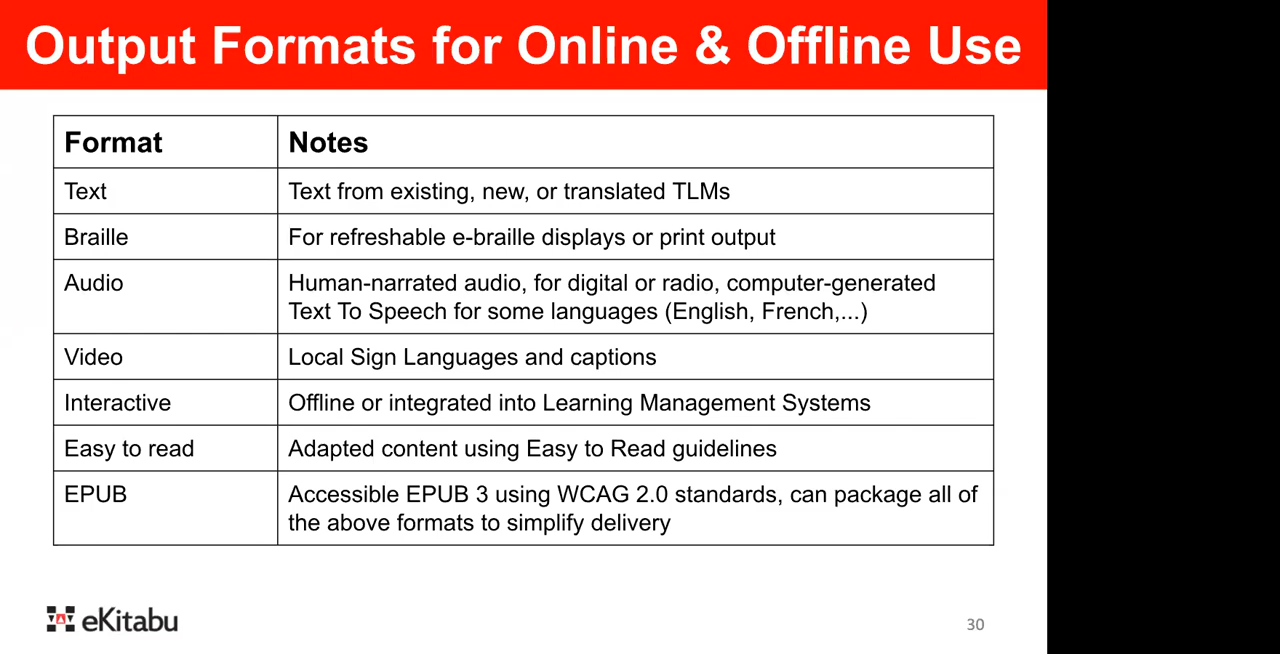 Output Formats for Online & Offline Use
Format Notes
Text Text from existing, new, or translated TLMs
Braille For refreshable e-braille displays or print output
Audio Human-narrated audio, for digital or radio, computer-generated
Text To Speech for some languages (English, French,...)
Video Local Sign Languages and captions
Interactive Offline or integrated into Learning Management Systems
Easy to read Adapted content using Easy to Read guidelines
EPUB Accessible EPUB 3 using WCAG 2.0 standards, can package all of
the above formats to simplify delivery
eKitabu
30